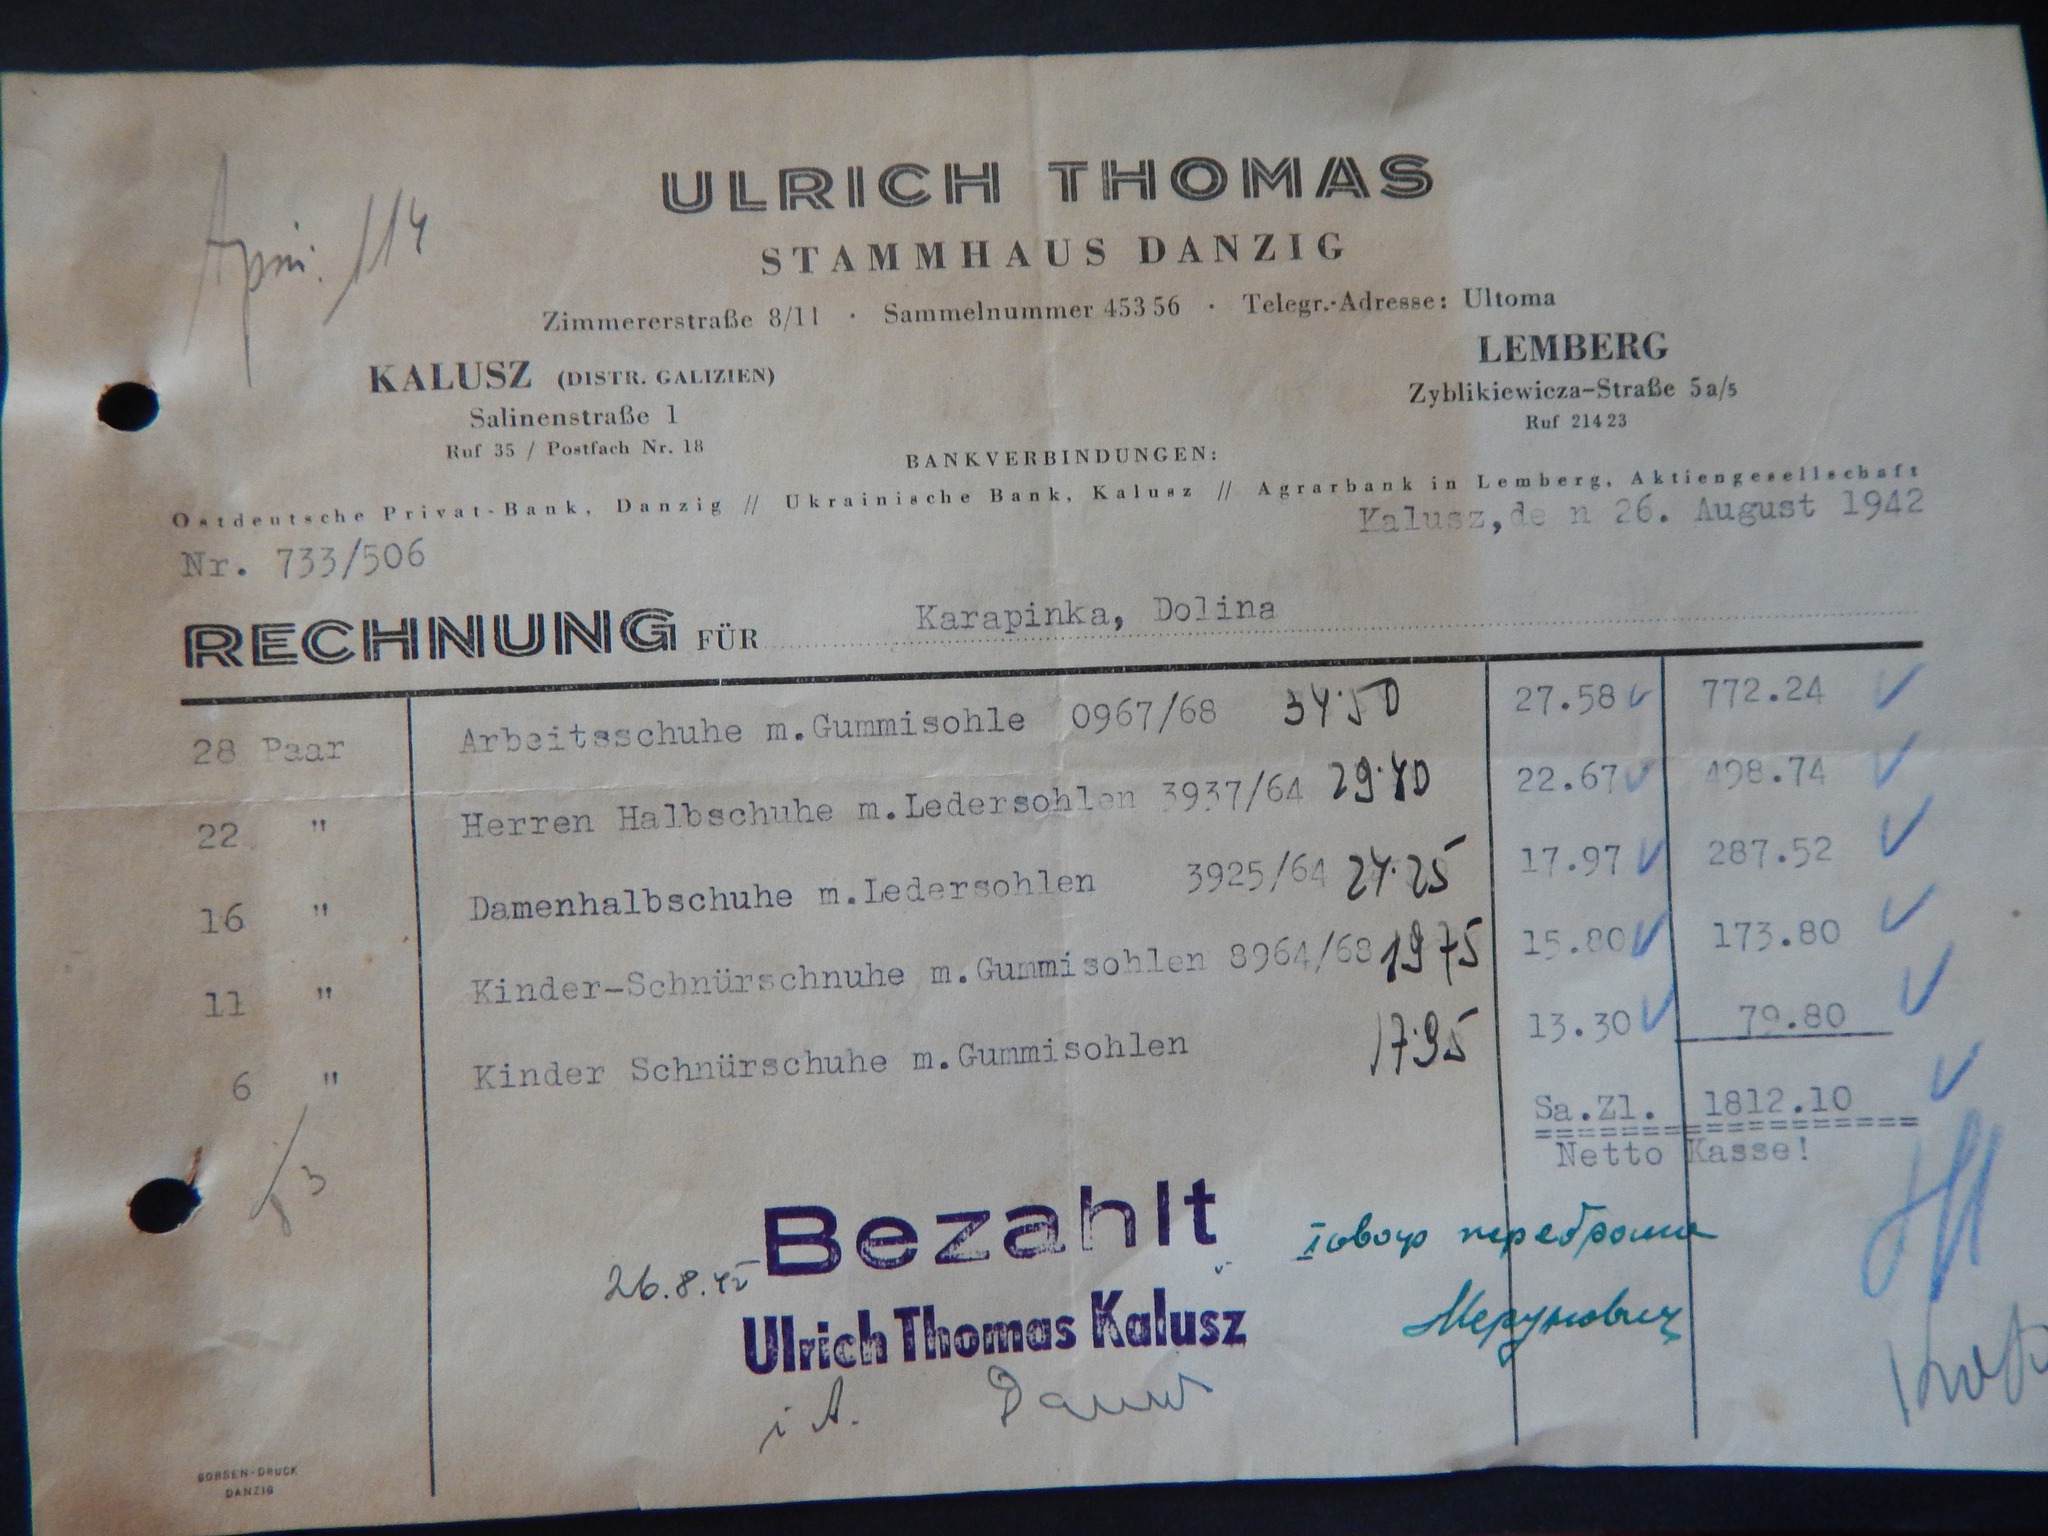 ULRICH THOMAS
STAMMHAUS DANZIG
Zimmererstraße 8/11 · Sammelnummer 453 56 · Telegr.-Adresse: Ultoma
114
KALUSZ (DISTR. GALIZIEN)
Salinenstraße 1
Ruf 35 / Postfach Nr. 18
LEMBERG
Zyblikiewicza-Straße 5a/5
Ruf 214 23
BANKVERBINDUNGEN:
Ostdeutsche Privat-Bank, Danzig // Ukrainische Bank, Kalusz // Agrarbank in Lemberg, Aktiengesellschaft
Kalusz,de n 26. August 1942
Nr. 733/506
RECHNUNG FÜR Karapinka, Dolina
28 Paar Arbeitsschuhe m.Gummisohle 0967/68 34.50 27.58 772.24
22 " Herren Halbschuhe m.Ledersohlen 3937/64 29.40 22.67 498.74
16 " Damenhalbschuhe m.Ledersohlen 3925/64 24.25 17.97 287.52
11 " Kinder-Schnürschnuhe m.Gummisohlen 8964/68 19 75 15.80 173.80
6 " Kinder Schnürschuhe m.Gummisohlen 17.95 13.30 79.80
Sa.Zl. 1812.10
Netto Kasse!
83
Bezahlt
26.8.42
Ulrich Thomas Kalusz
i A.
Товар перебрала
Мерунович
BÖRSEN-DRUCK
DANZIG